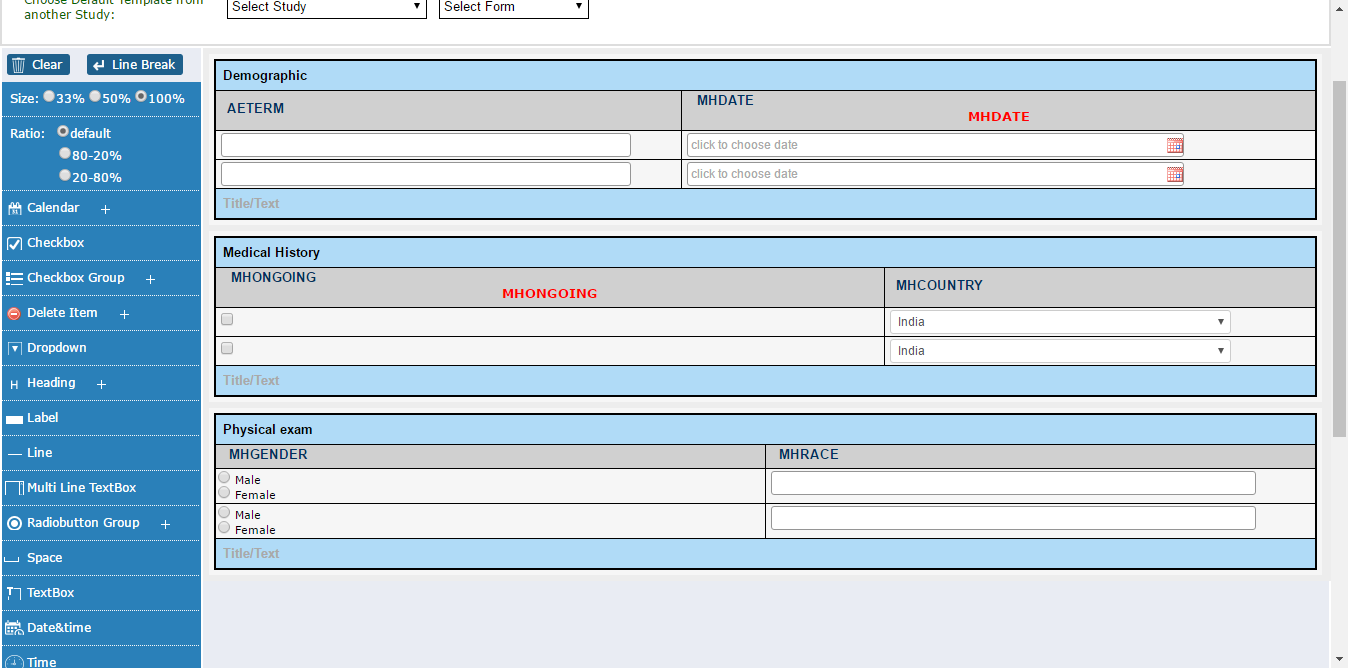 Choose Default Template from
another Study:
Select Study
Select Form
Clear
Line Break
Size: 33% 50% 100%
Ratio: default
80-20%
20-80%
Calendar +
Checkbox
Checkbox Group +
Delete Item +
Dropdown
H Heading +
Label
Line
Multi Line TextBox
Radiobutton Group +
Space
TextBox
Date&time
Time
Demographic
AETERM
MHDATE
MHDATE
click to choose date
click to choose date
Title/Text
Medical History
MHONGOING
MHONGOING
MHCOUNTRY
India
India
Title/Text
Physical exam
MHGENDER
MHRACE
Male
Female
Male
Female
Title/Text